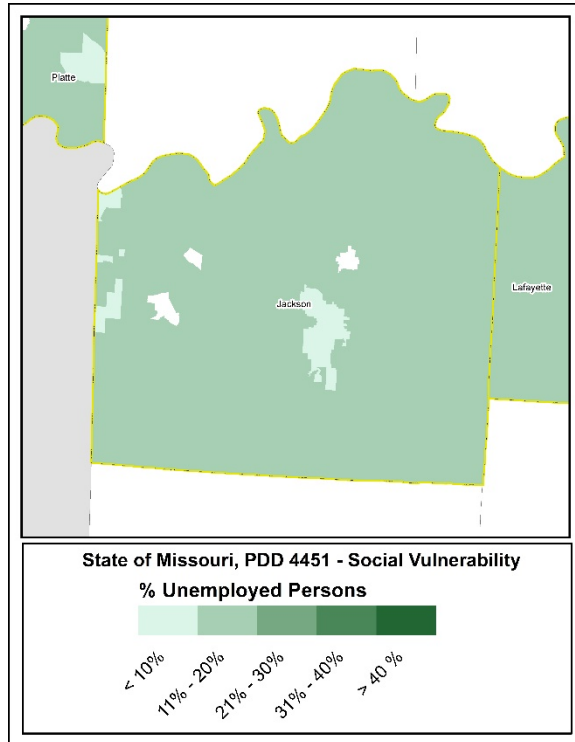 Platte
Jackson
Lafayette
State of Missouri, PDD 4451 - Social Vulnerability
% Unemployed Persons
< 10%
11% - 20%
21% - 30%
31% - 40%
> 40 %